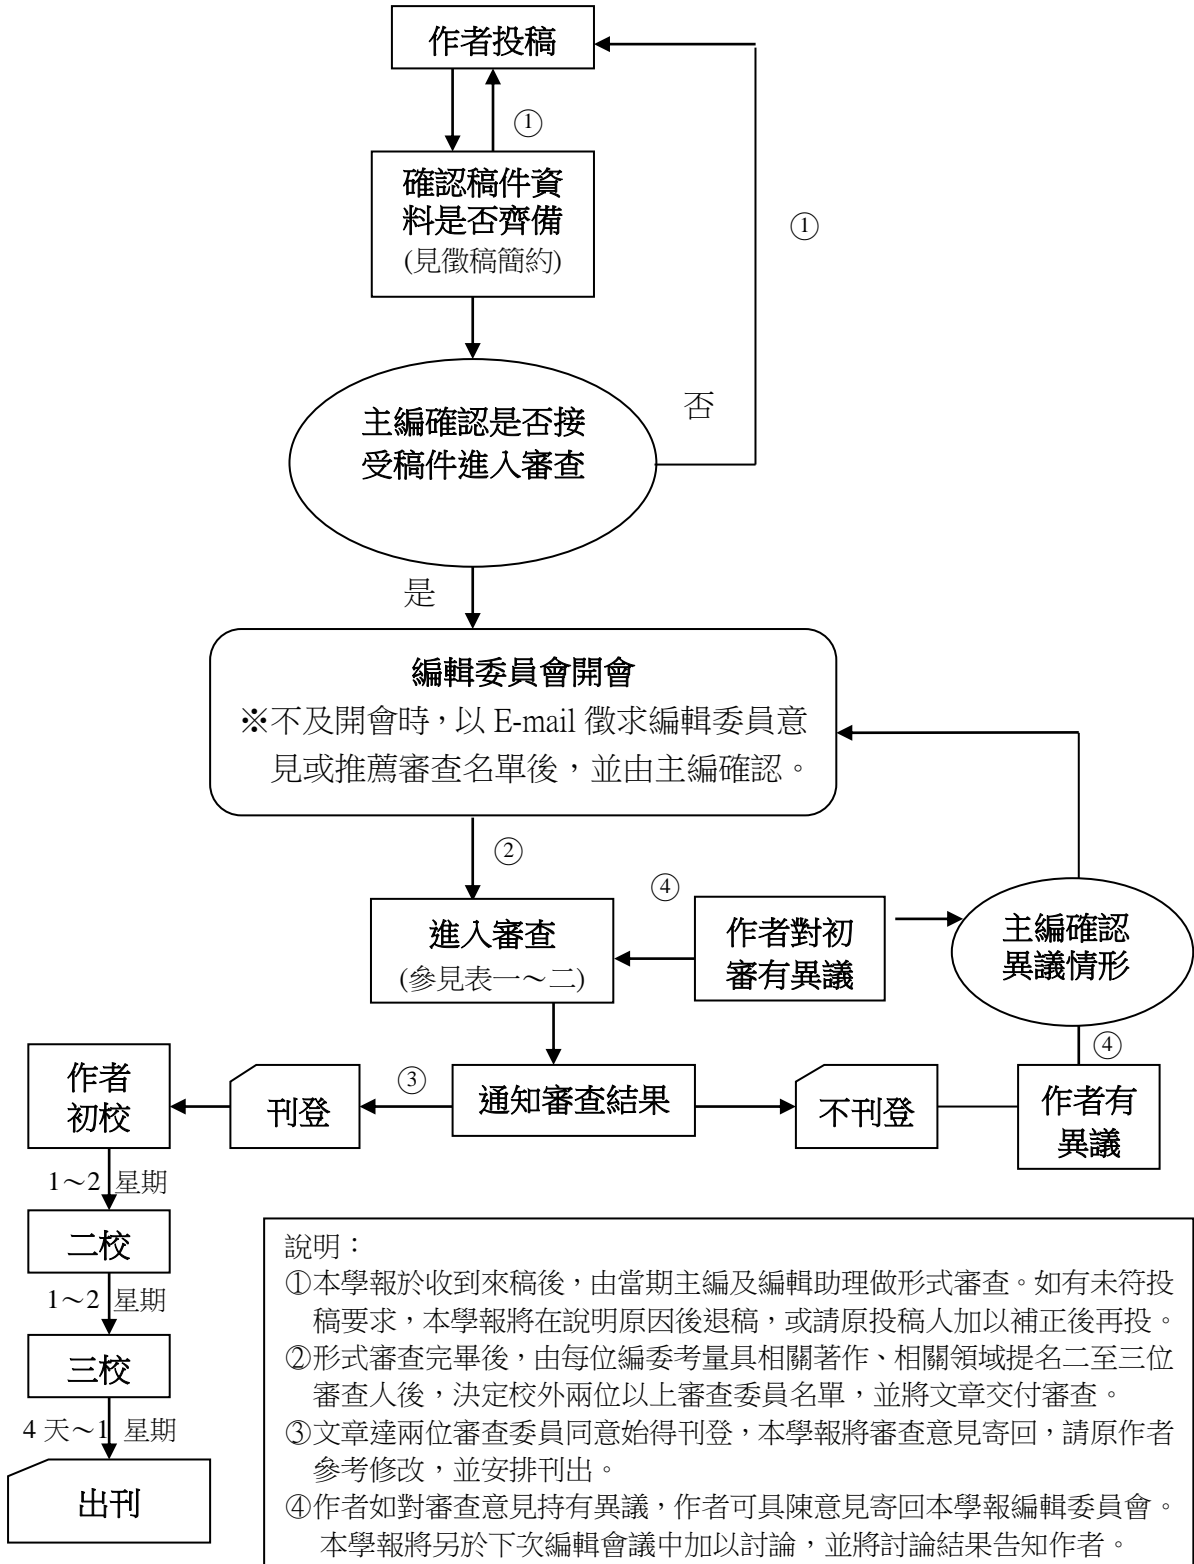 作者投稿
①
確認稿件資
料是否齊備
(見徵稿簡約)
①
主編確認是否接
受稿件進入審查
否
是
編輯委員會開會
※不及開會時，以 E-mail 徵求編輯委員意
見或推薦審查名單後，並由主編確認。
②
④
進入審查
(參見表一～二)
作者對初
審有異議
主編確認
異議情形
④
作者
初校
刊登
③
通知審查結果
不刊登
作者有
異議
1～2 星期
二校
1～2 星期
三校
4 天～1 星期
出刊
說明：
①本學報於收到來稿後，由當期主編及編輯助理做形式審查。如有未符投
稿要求，本學報將在說明原因後退稿，或請原投稿人加以補正後再投。
②形式審查完畢後，由每位編委考量具相關著作、相關領域提名二至三位
審查人後，決定校外兩位以上審查委員名單，並將文章交付審查。
③文章達兩位審查委員同意始得刊登，本學報將審查意見寄回，請原作者
參考修改，並安排刊出。
④作者如對審查意見持有異議，作者可具陳意見寄回本學報編輯委員會。
本學報將另於下次編輯會議中加以討論，並將討論結果告知作者。